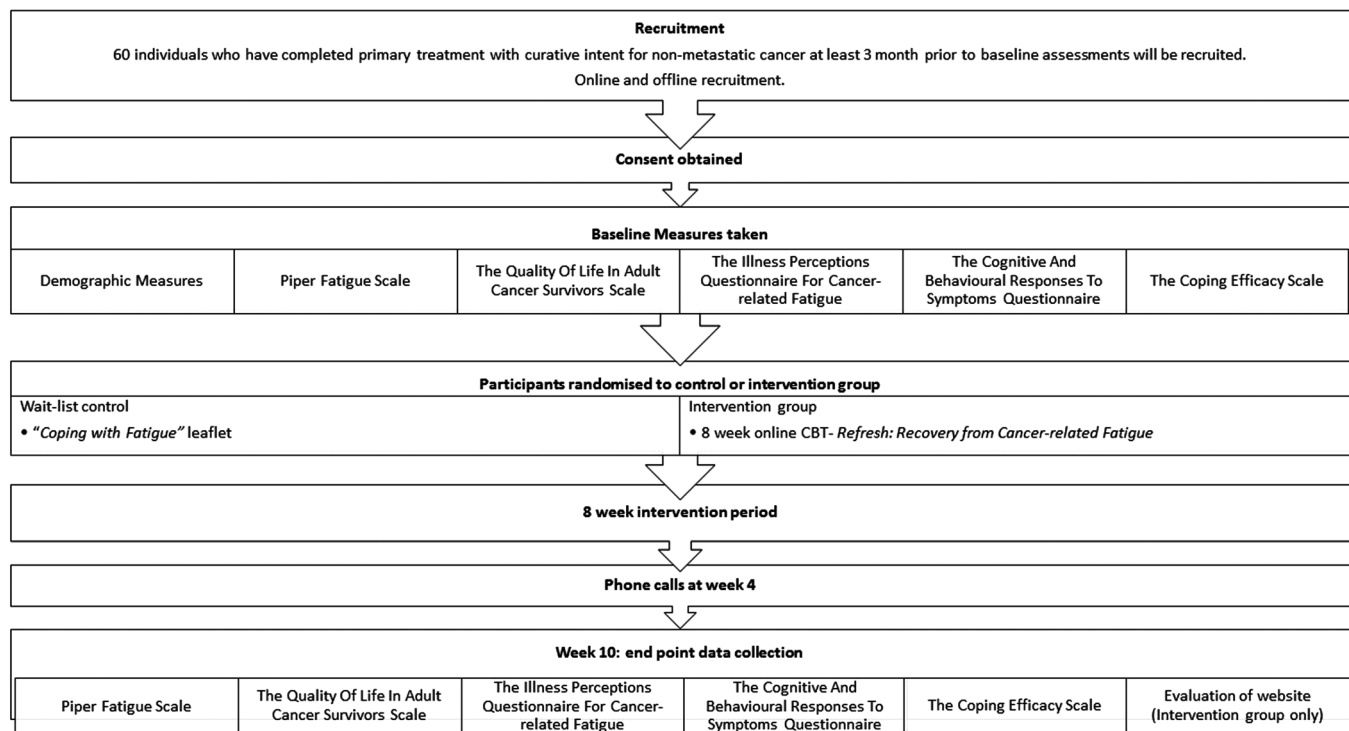 Recruitment
60 individuals who have completed primary treatment with curative intent for non-metastatic cancer at least 3 month prior to baseline assessments will be recruited.
Online and offline recruitment.
Consent obtained
Baseline Measures taken
Demographic Measures
Piper Fatigue Scale
The Quality Of Life In Adult
Cancer Survivors Scale
The Illness Perceptions
Questionnaire For Cancer-
related Fatigue
The Cognitive And
Behavioural Responses To
Symptoms Questionnaire
The Coping Efficacy Scale
Participants randomised to control or intervention group
Wait-list control
• “Coping with Fatigue” leaflet
Intervention group
• 8 week online CBT- Refresh: Recovery from Cancer-related Fatigue
8 week intervention period
Phone calls at week 4
Week 10: end point data collection
Piper Fatigue Scale
The Quality Of Life In Adult
Cancer Survivors Scale
The Illness Perceptions
Questionnaire For Cancer-
related Fatigue
The Cognitive And
Behavioural Responses To
Symptoms Questionnaire
The Coping Efficacy Scale
Evaluation of website
(Intervention group only)